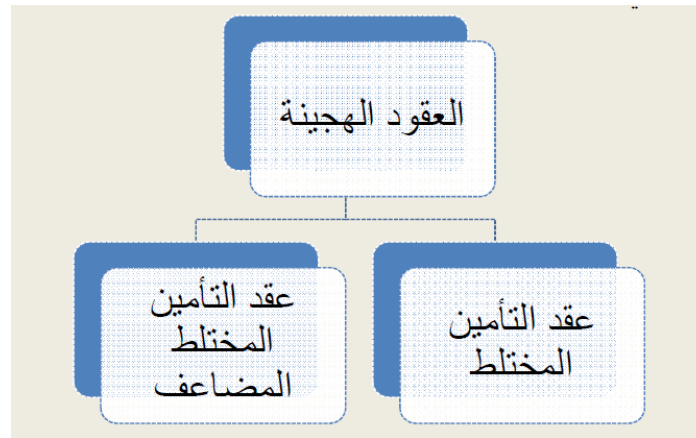 العقود الهجينة
عقد التأمين
المختلط
عقد التأمين
المختلط
المضاعف